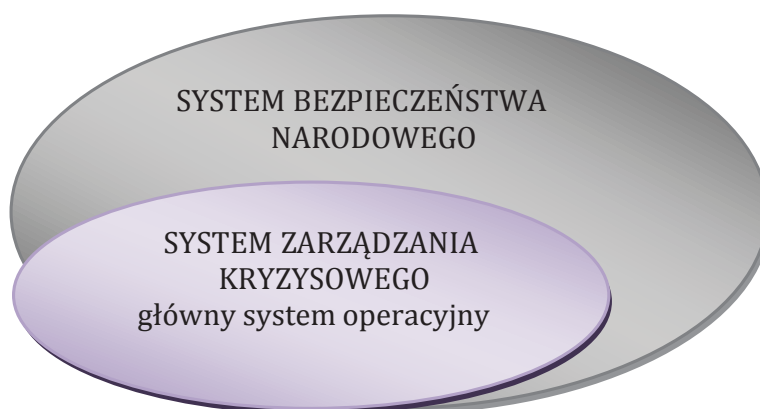 SYSTEM BEZPIECZEŃSTWA
NARODOWEGO
SYSTEM ZARZĄDZANIA
KRYZYSOWEGO
główny system operacyjny